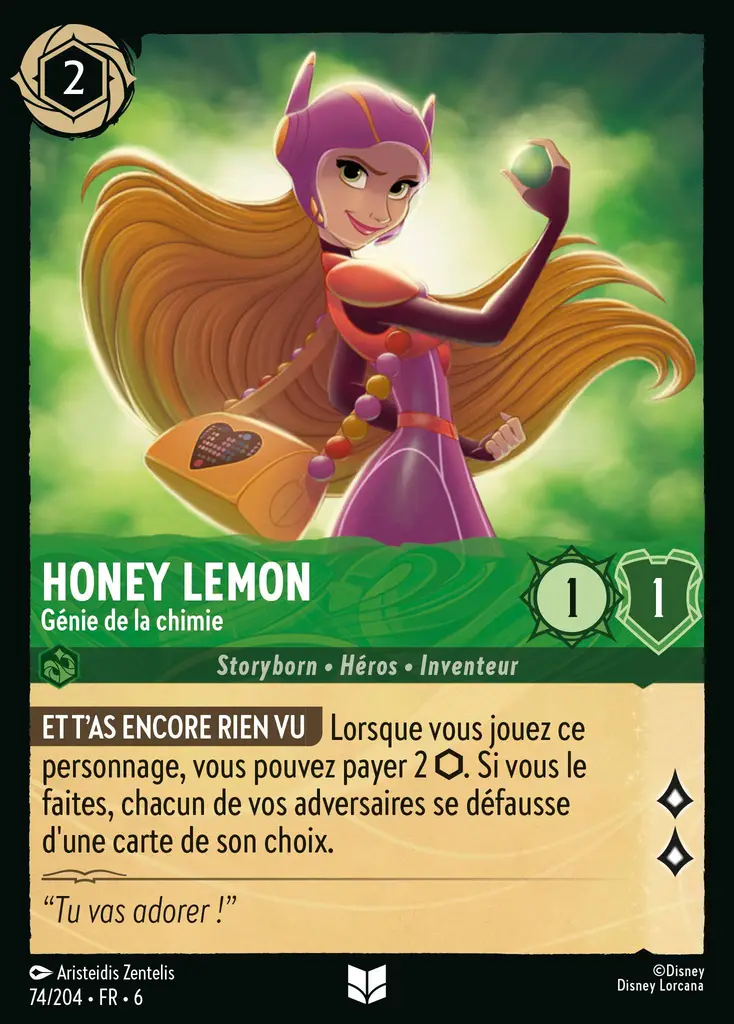 2
HONEY LEMON
Génie de la chimie
1
1
Storyborn • Héros • Inventeur
ET T'AS ENCORE RIEN VU Lorsque vous jouez ce
personnage, vous pouvez payer 2 ⬡. Si vous le
faites, chacun de vos adversaires se défausse
d'une carte de son choix.
“Tu vas adorer !”
Aristeidis Zentelis
©Disney
74/204 • FR • 6
Disney Lorcana